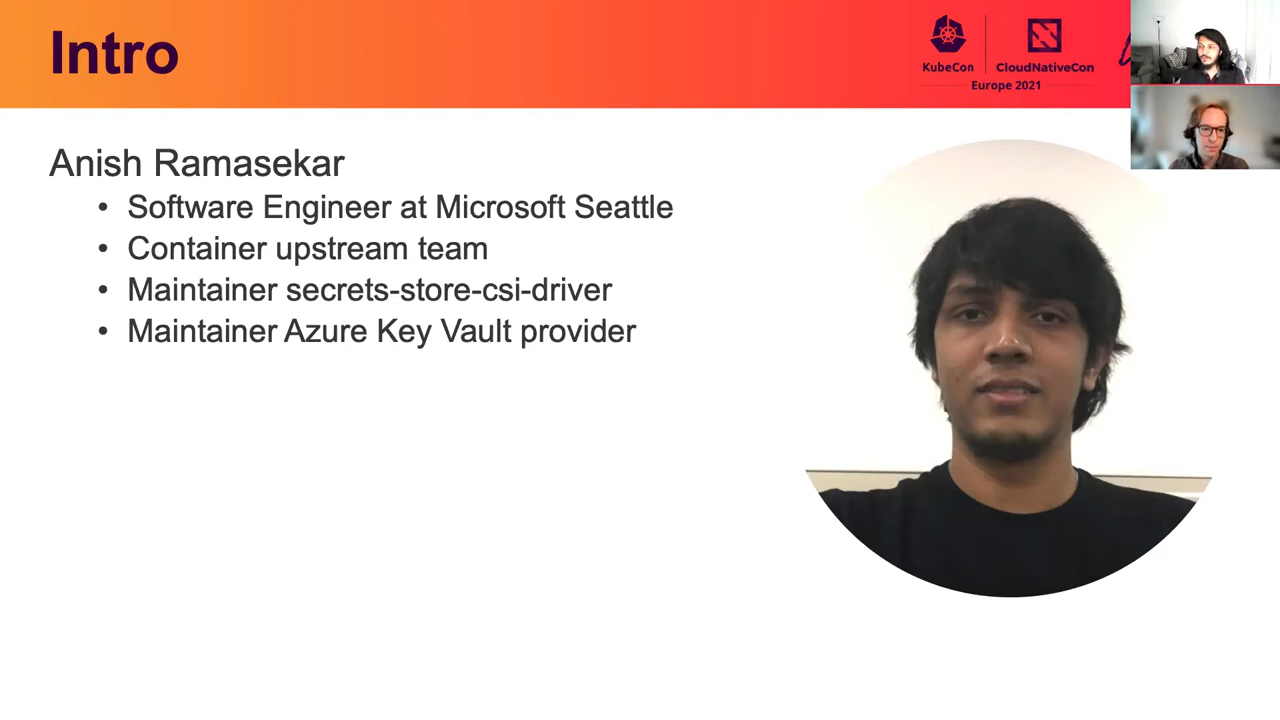 Intro
KubeCon
CloudNativeCon
Europe 2021
Anish Ramasekar
• Software Engineer at Microsoft Seattle
• Container upstream team
• Maintainer secrets-store-csi-driver
• Maintainer Azure Key Vault provider